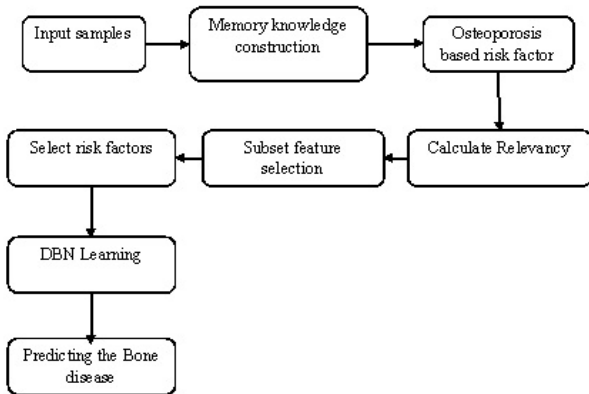 Input samples
Memory knowledge
construction
Osteoporosis
based risk factor
Calculate Relevancy
Subset feature
selection
Select risk factors
DBN Learning
Predicting the Bone
disease